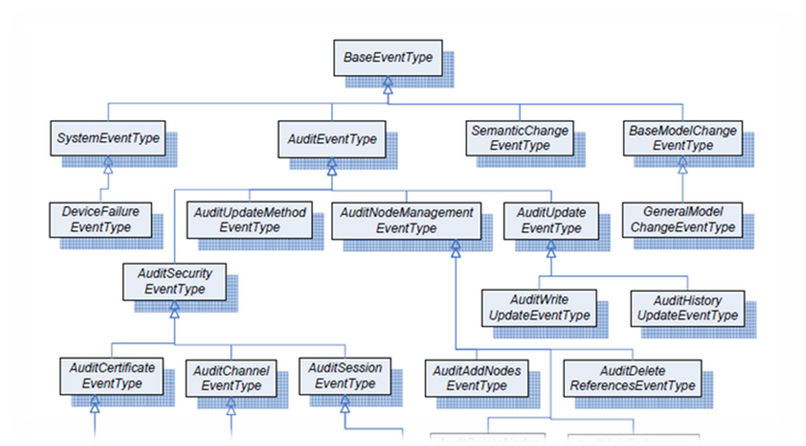 BaseEventType
SystemEventType
AuditEventType
SemanticChange
EventType
BaseModelChange
EventType
DeviceFailure
EventType
AuditUpdateMethod
EventType
AuditNodeManagement
EventType
AuditUpdate
EventType
GeneralModel
ChangeEventType
AuditSecurity
EventType
AuditWrite
UpdateEventType
AuditHistory
UpdateEventType
AuditCertificate
EventType
AuditChannel
EventType
AuditSession
EventType
AuditAddNodes
EventType
AuditDelete
ReferencesEventType